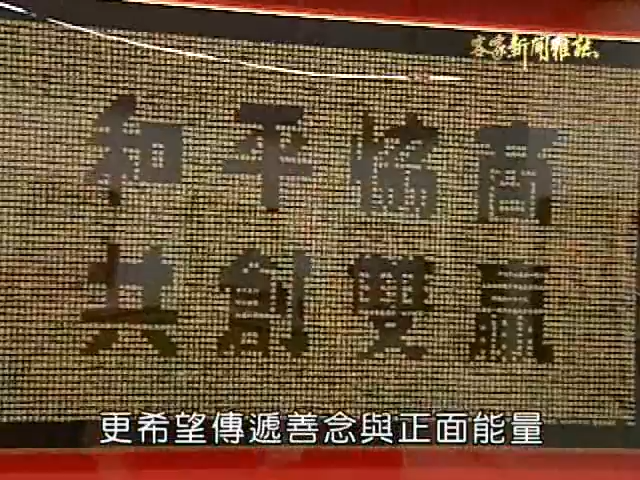 客家新聞雜誌
和平協商
共創雙贏
更希望傳遞善念與正面能量